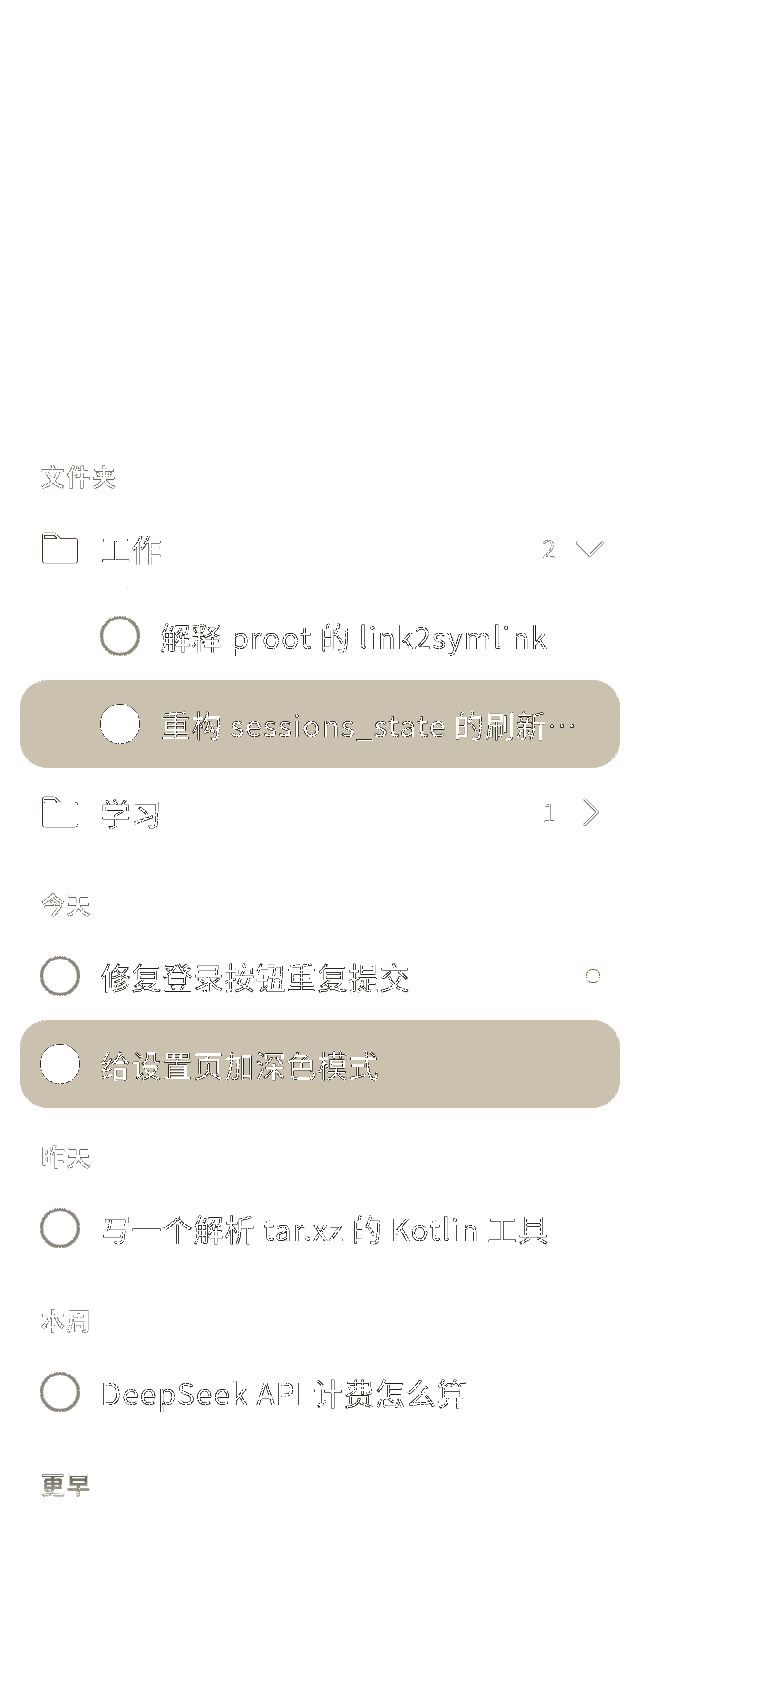 文件夹
工作 2
解释 proot 的 link2symlink
重构 sessions_state 的刷新…
学习 1
今天
修复登录按钮重复提交
给设置页加深色模式
昨天
写一个解析 tar.xz 的 Kotlin 工具
本周
DeepSeek API 计费怎么算
更早